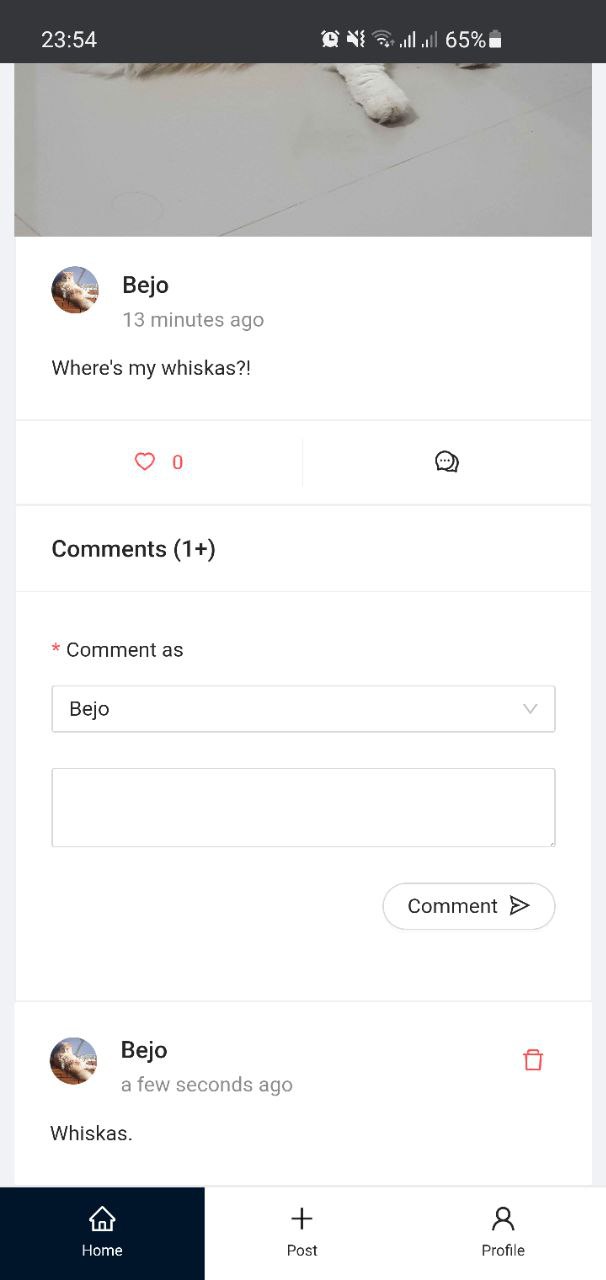 23:54
65%
Bejo
13 minutes ago
Where's my whiskas?!
0
Comments (1+)
* Comment as
Bejo
Comment
Bejo
a few seconds ago
Whiskas.
Home
Post
Profile